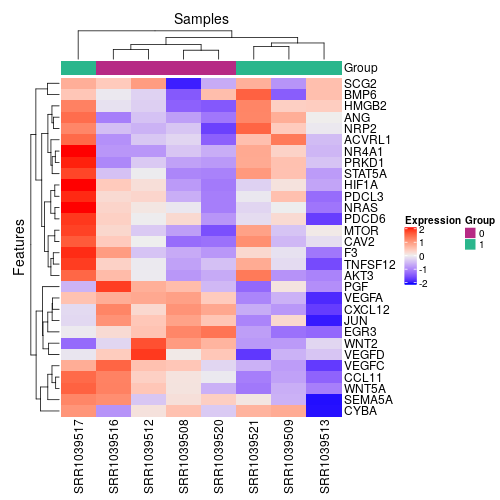 Samples
Group
SCG2
BMP6
HMGB2
ANG
NRP2
ACVRL1
NR4A1
PRKD1
STAT5A
HIF1A
PDCL3
NRAS
PDCD6
MTOR
CAV2
F3
TNFSF12
AKT3
PGF
VEGFA
CXCL12
JUN
EGR3
WNT2
VEGFD
VEGFC
CCL11
WNT5A
SEMA5A
CYBA
Features
SRR1039517
SRR1039516
SRR1039512
SRR1039508
SRR1039520
SRR1039521
SRR1039509
SRR1039513
Expression
2
1
0
-1
-2
Group
0
1